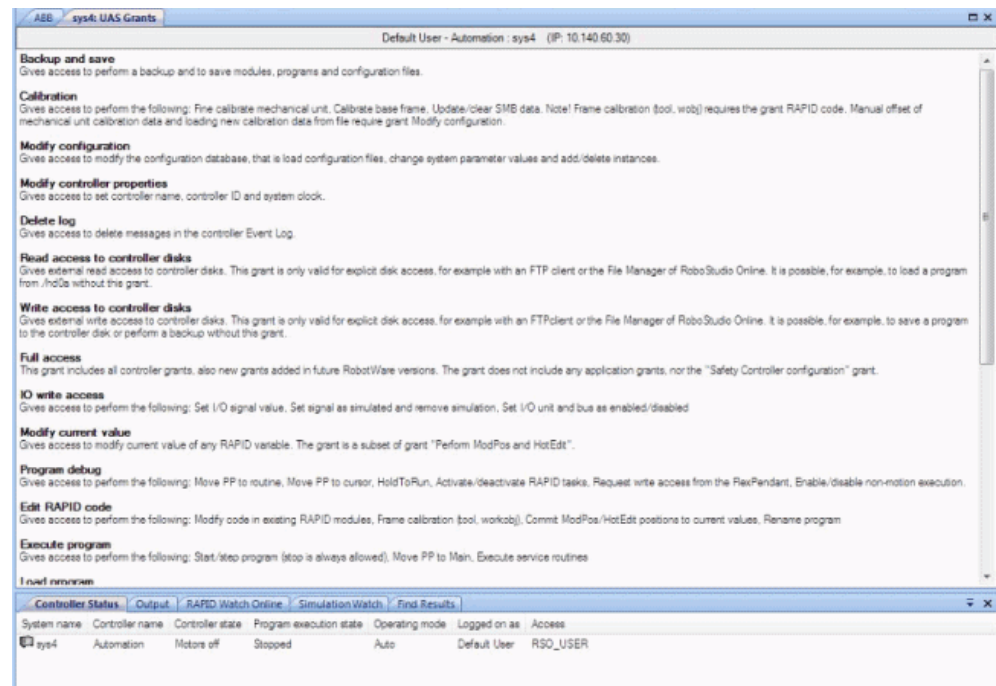 ABB sys4: UAS Grants
Default User - Automation : sys4 (IP: 10.140.60.30)
Backup and save
Gives access to perform a backup and to save modules, programs and configuration files.
Calibration
Gives access to perform the following: Fine calibrate mechanical unit, Calibrate base frame, Update/clear SMB data. Note! Frame calibration (tool, wobj) requires the grant RAPID code. Manual offset of
mechanical unit calibration data and loading new calibration data from file require grant Modify configuration.
Modify configuration
Gives access to modify the configuration database, that is load configuration files, change system parameter values and add/delete instances.
Modify controller properties
Gives access to set controller name, controller ID and system clock.
Delete log
Gives access to delete messages in the controller Event Log.
Read access to controller disks
Gives external read access to controller disks. This grant is only valid for explicit disk access, for example with an FTP client or the File Manager of RoboStudio Online. It is possible, for example, to load a program
from /hd0a without this grant.
Write access to controller disks
Gives external write access to controller disks. This grant is only valid for explicit disk access, for example with an FTPclient or the File Manager of RoboStudio Online. It is possible, for example, to save a program
to the controller disk or perform a backup without this grant.
Full access
This grant includes all controller grants, also new grants added in future RobotWare versions. The grant does not include any application grants, nor the "Safety Controller configuration" grant.
IO write access
Gives access to perform the following: Set I/O signal value, Set signal as simulated and remove simulation, Set I/O unit and bus as enabled/disabled
Modify current value
Gives access to modify current value of any RAPID variable. The grant is a subset of grant "Perform ModPos and HotEdit".
Program debug
Gives access to perform the following: Move PP to routine, Move PP to cursor, HoldToRun, Activate/deactivate RAPID tasks, Request write access from the FlexPendant, Enable/disable non-motion execution.
Edit RAPID code
Gives access to perform the following: Modify code in existing RAPID modules, Frame calibration (tool, workobj), Commit ModPos/HotEdit positions to current values, Rename program
Execute program
Gives access to perform the following: Start/step program (stop is always allowed), Move PP to Main, Execute service routines
Load program
Controller Status Output RAPID Watch Online Simulation Watch Find Results
System name Controller name Controller state Program execution state Operating mode Logged on as Access
sys4 Automation Motors off Stopped Auto Default User RSO_USER